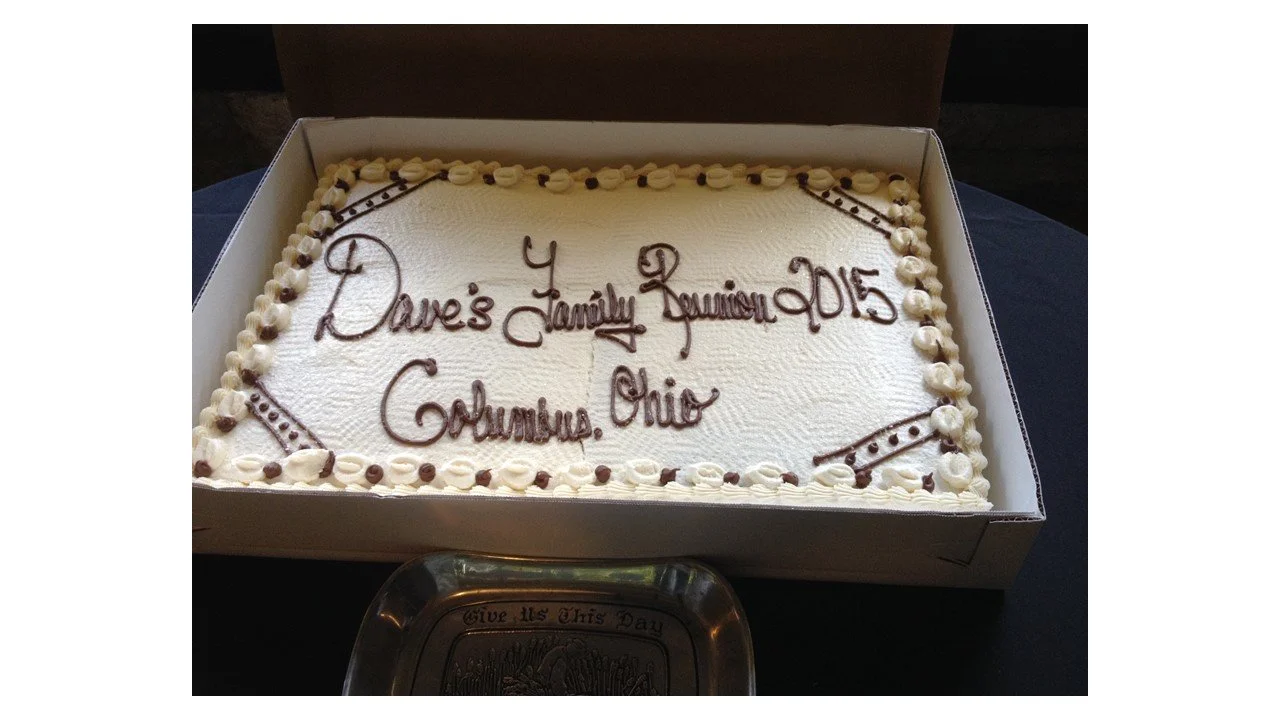 Dave's Family Reunion 2015
Columbus, Ohio
Give Us This Day